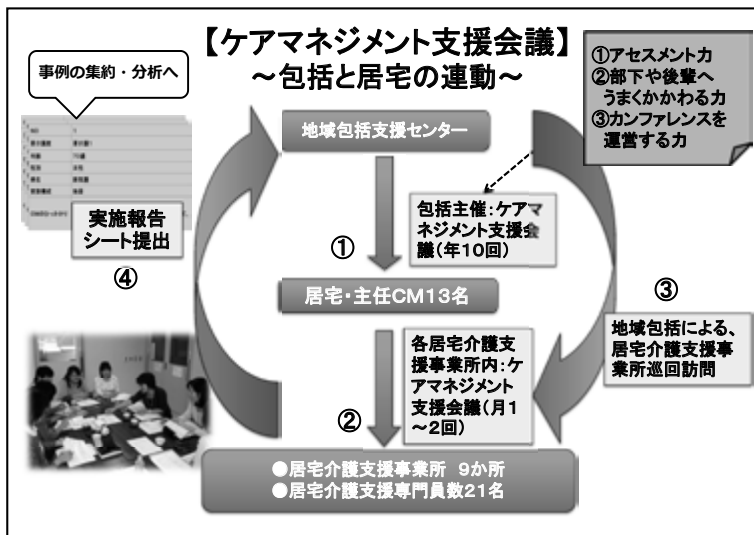 【ケアマネジメント支援会議】
～包括と居宅の連動～
事例の集約・分析へ
①アセスメント力
②部下や後輩へ
うまくかかわる力
③カンファレンスを
運営する力
地域包括支援センター
包括主催:ケアマ
ネジメント支援会
議(年10回)
①
居宅・主任CM13名
各居宅介護支
援事業所内:ケ
アマネジメント
支援会議(月1
～2回)
②
●居宅介護支援事業所 9か所
●居宅介護支援専門員数21名
③
地域包括による、
居宅介護支援事
業所巡回訪問
実施報告
シート提出
④